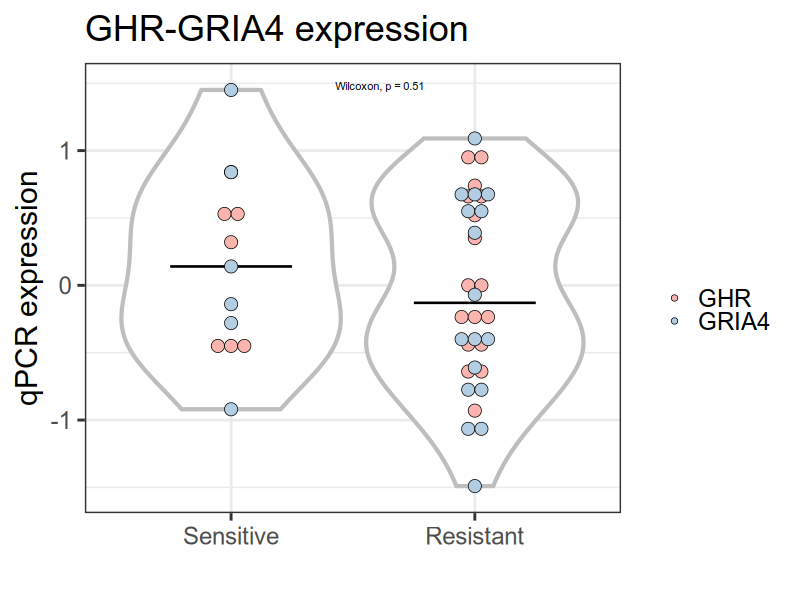 GHR-GRIA4 expression
Wilcoxon, p = 0.51
qPCR expression
1
0
-1
Sensitive
Resistant
GHR
GRIA4